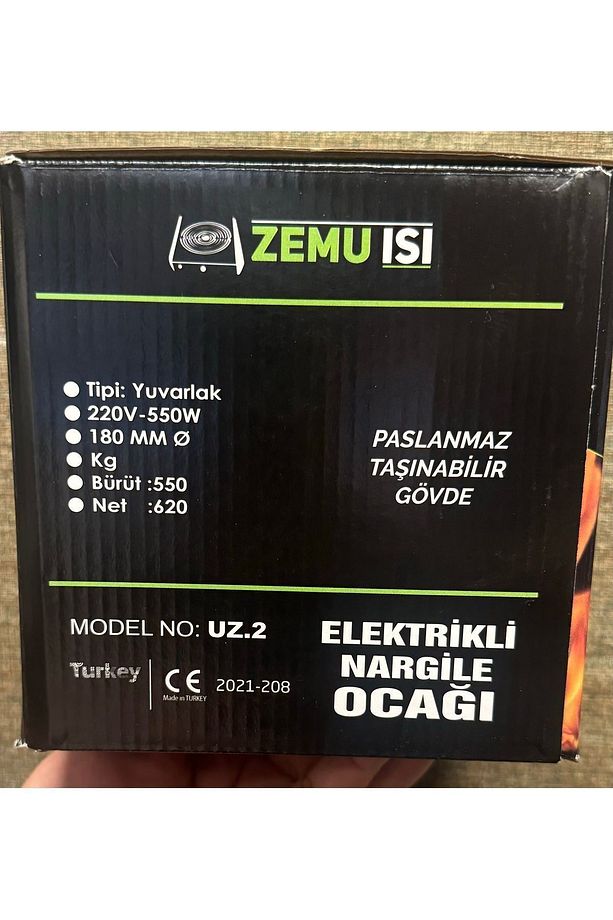 ZEMU ISI
Tipi: Yuvarlak
220V-550W
180 MM Ø
Kg
Bürüt :550
Net :620
PASLANMAZ
TAŞINABİLİR
GÖVDE
MODEL NO: UZ.2
Turkey
CE
Made in TURKEY
2021-208
ELEKTRİKLİ
NARGİLE
OCAĞI